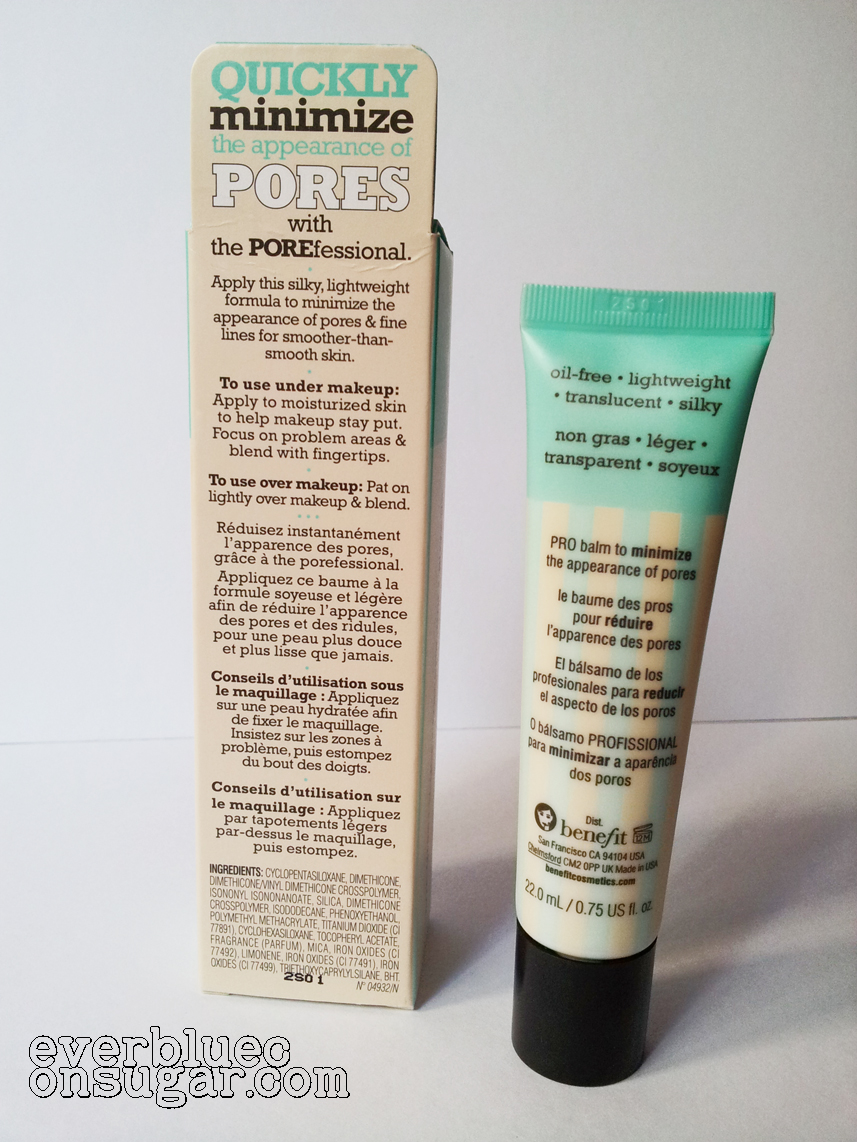 QUICKLY
minimize
the appearance of
PORES
with
the POREfessional.
Apply this silky, lightweight
formula to minimize the
appearance of pores & fine
lines for smoother-than-
smooth skin.
To use under makeup:
Apply to moisturized skin
to help makeup stay put.
Focus on problem areas &
blend with fingertips.
To use over makeup: Pat on
lightly over makeup & blend.
Réduisez instantanément
l'apparence des pores,
grâce à la porefessional.
Appliquez ce baume à la
formule soyeuse et légère
afin de réduire l'apparence
des pores et des ridules,
pour une peau plus douce
et plus lisse que jamais.
Conseils d'utilisation sous
le maquillage : Appliquez
sur une peau hydratée afin
de fixer le maquillage.
Insistez sur les zones à
problème, puis estompez
du bout des doigts.
Conseils d'utilisation sur
le maquillage : Appliquez
par tapotements légers
par-dessus le maquillage,
puis estompez.
INGREDIENTS: CYCLOPENTASILOXANE, DIMETHICONE,
DIMETHICONE/VINYL DIMETHICONE CROSSPOLYMER,
ISONONYL ISONONANOATE, SILICA, DIMETHICONE
CROSSPOLYMER, ISODODECANE, PHENOXYETHANOL,
POLYMETHYL METHACRYLATE, TITANIUM DIOXIDE (CI
77891), CYCLOHEXASILOXANE, TOCOPHERYL ACETATE,
FRAGRANCE (PARFUM), MICA, IRON OXIDES (CI
77492), LIMONENE, IRON OXIDES (CI 77491), IRON
OXIDES (CI 77499), TRIETHOXYCAPRYLYLSILANE, BHT.
2S01
N° 04932/N
2S01
oil-free • lightweight
• translucent • silky
non gras • léger •
transparent • soyeux
PRO balm to minimize
the appearance of pores
le baume des pros
pour réduire
l'apparence des pores
El bálsamo de los
profesionales para reducir
el aspecto de los poros
O bálsamo PROFISSIONAL
para minimizar a aparência
dos poros
Dist.
benefit 12M
San Francisco CA 94104 USA
Chelmsford CM2 0PP UK Made in USA
benefitcosmetics.com
22.0 mL / 0.75 US fl. oz.
everbluec
onsugar.com